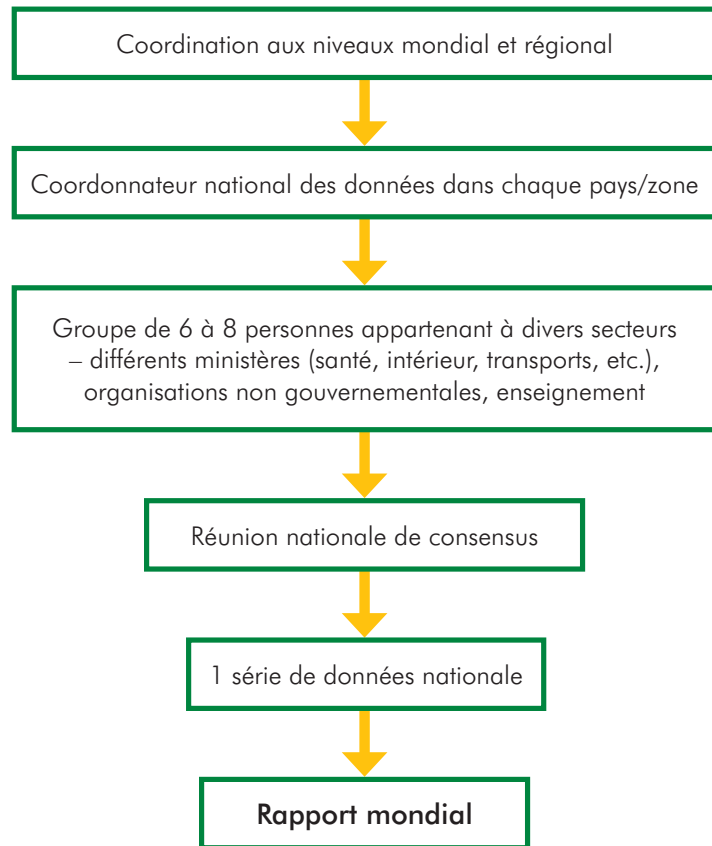 Coordination aux niveaux mondial et régional
Coordonnateur national des données dans chaque pays/zone
Groupe de 6 à 8 personnes appartenant à divers secteurs
– différents ministères (santé, intérieur, transports, etc.),
organisations non gouvernementales, enseignement
Réunion nationale de consensus
1 série de données nationale
Rapport mondial